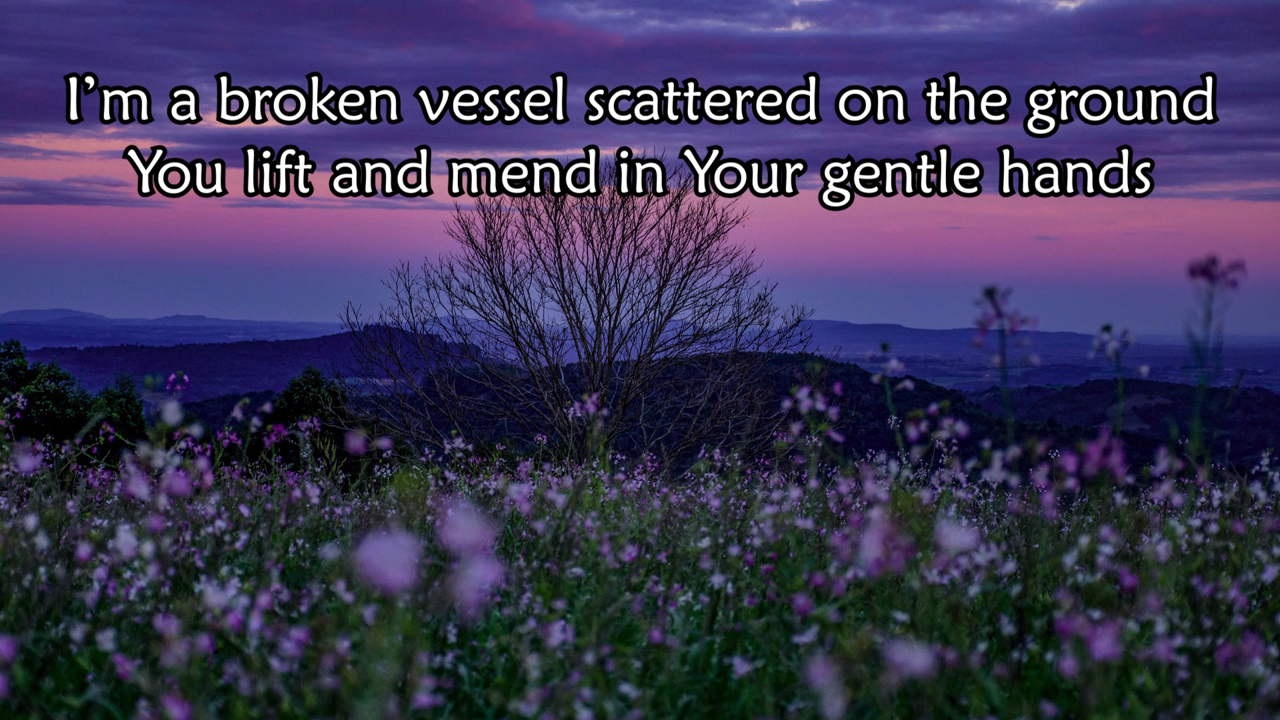 I’m a broken vessel scattered on the ground
You lift and mend in Your gentle hands